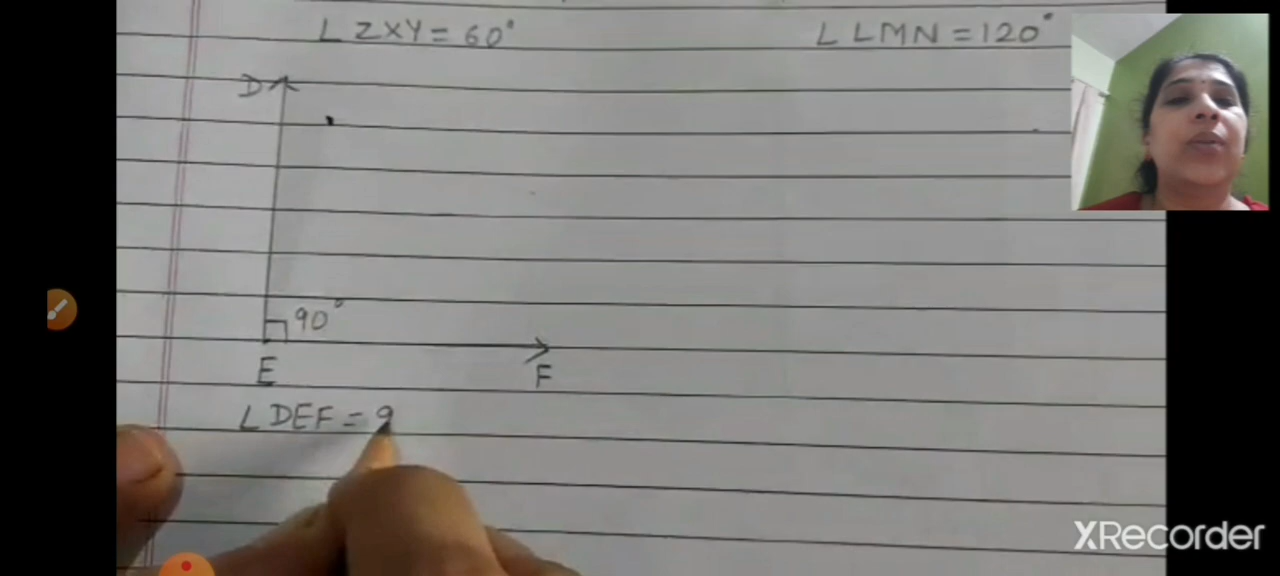 ∠ZXY = 60°
∠LMN = 120°
D
90°
E
F
∠DEF = 9
XRecorder